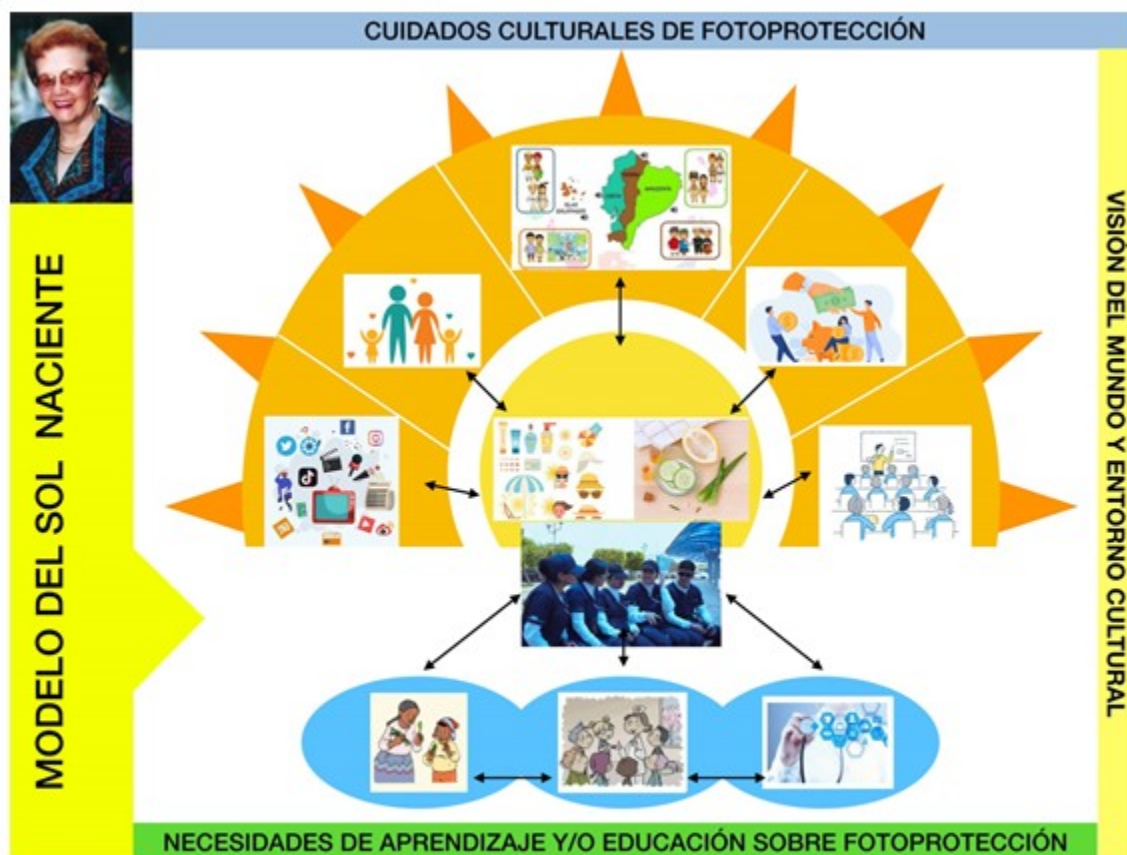 CUIDADOS CULTURALES DE FOTOPROTECCIÓN
MODELO DEL SOL NACIENTE
VISIÓN DEL MUNDO Y ENTORNO CULTURAL
AMAZONÍA
NECESIDADES DE APRENDIZAJE Y/O EDUCACIÓN SOBRE FOTOPROTECCIÓN